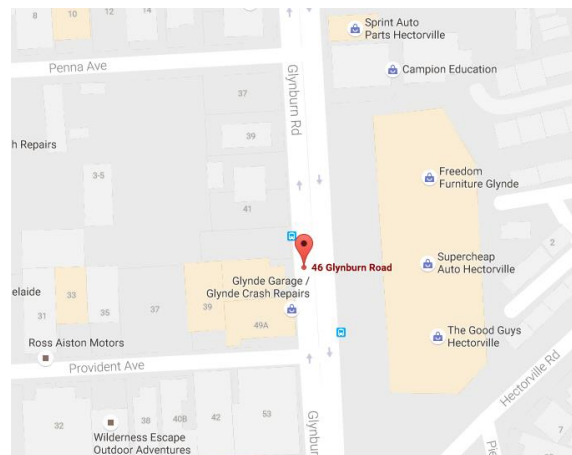 8
10
12
14
Sprint Auto
Parts Hectorville
Penna Ave
Glynburn Rd
Campion Education
37
39
h Repairs
3-5
Freedom
Furniture Glynde
41
46 Glynburn Road
2
Supercheap
Auto Hectorville
Glynde Garage /
Glynde Crash Repairs
elaide
33
31
35
37
39
49A
The Good Guys
Hectorville
Ross Aiston Motors
Provident Ave
Hectorville Rd
32
38
40B
42
53
Glynbu
7
Wilderness Escape
Outdoor Adventures
Pie